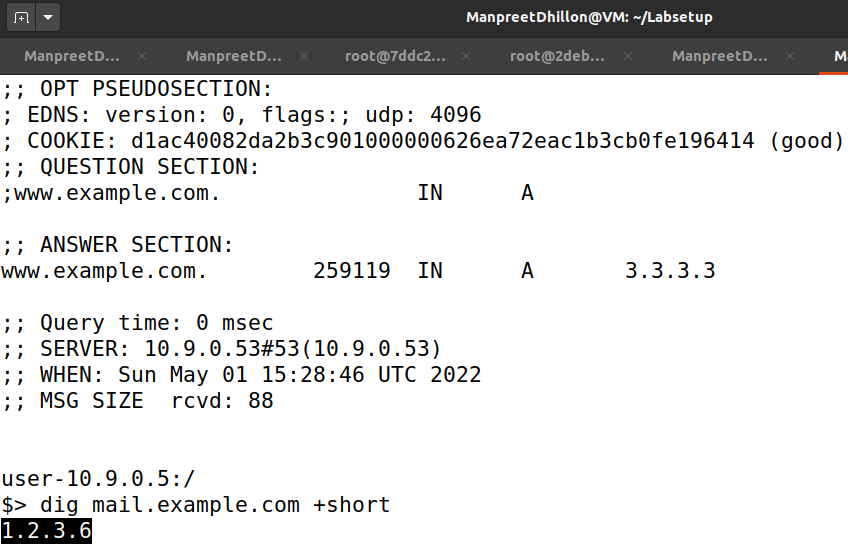 ManpreetDhillon@VM: ~/Labsetup
ManpreetD... × ManpreetD... × root@7ddc2... × root@2deb... × ManpreetD... × Ma
;; OPT PSEUDOSECTION:
; EDNS: version: 0, flags:; udp: 4096
; COOKIE: d1ac40082da2b3c901000000626ea72eac1b3cb0fe196414 (good)
;; QUESTION SECTION:
;www.example.com. IN A
;; ANSWER SECTION:
www.example.com. 259119 IN A 3.3.3.3
;; Query time: 0 msec
;; SERVER: 10.9.0.53#53(10.9.0.53)
;; WHEN: Sun May 01 15:28:46 UTC 2022
;; MSG SIZE rcvd: 88
user-10.9.0.5:/
$> dig mail.example.com +short
1.2.3.6